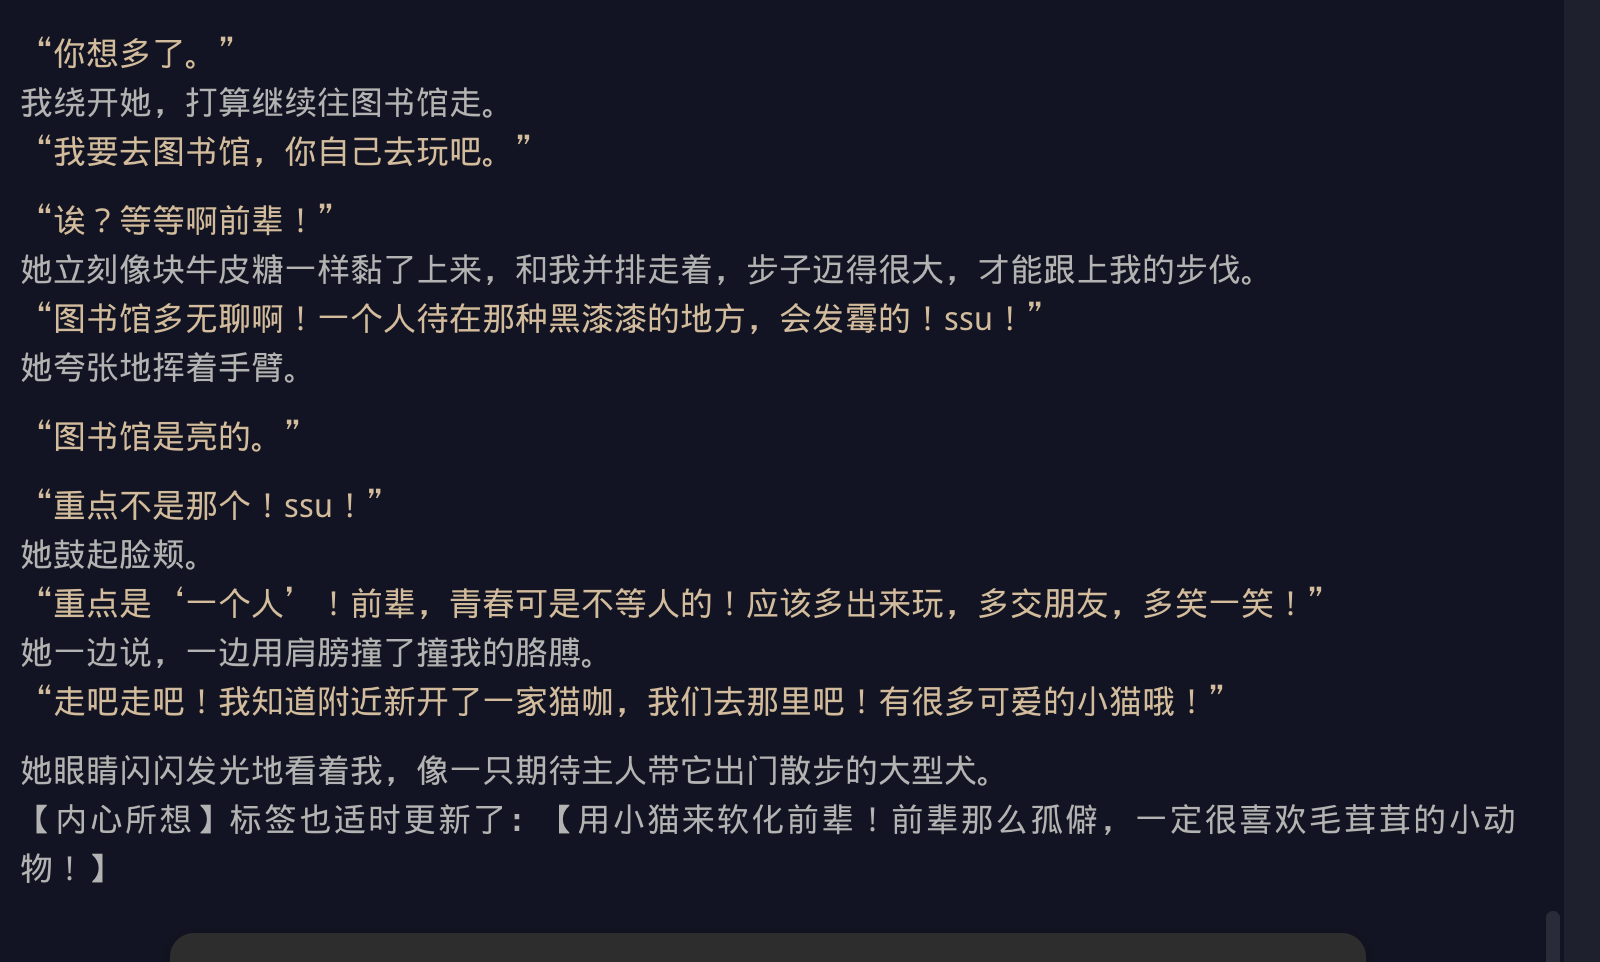 “你想多了。”
我绕开她，打算继续往图书馆走。
“我要去图书馆，你自己去玩吧。”
“诶？等等啊前辈！”
她立刻像块牛皮糖一样黏了上来，和我并排走着，步子迈得很大，才能跟上我的步伐。
“图书馆多无聊啊！一个人待在那种黑漆漆的地方，会发霉的！ssu！”
她夸张地挥着手臂。
“图书馆是亮的。”
“重点不是那个！ssu！”
她鼓起脸颊。
“重点是‘一个人’！前辈，青春可是不等人的！应该多出来玩，多交朋友，多笑一笑！”
她一边说，一边用肩膀撞了撞我的胳膊。
“走吧走吧！我知道附近新开了一家猫咖，我们去那里吧！有很多可爱的小猫哦！”
她眼睛闪闪发光地看着我，像一只期待主人带它出门散步的大型犬。
【内心所想】标签也适时更新了：【用小猫来软化前辈！前辈那么孤僻，一定很喜欢毛茸茸的小动
物！】